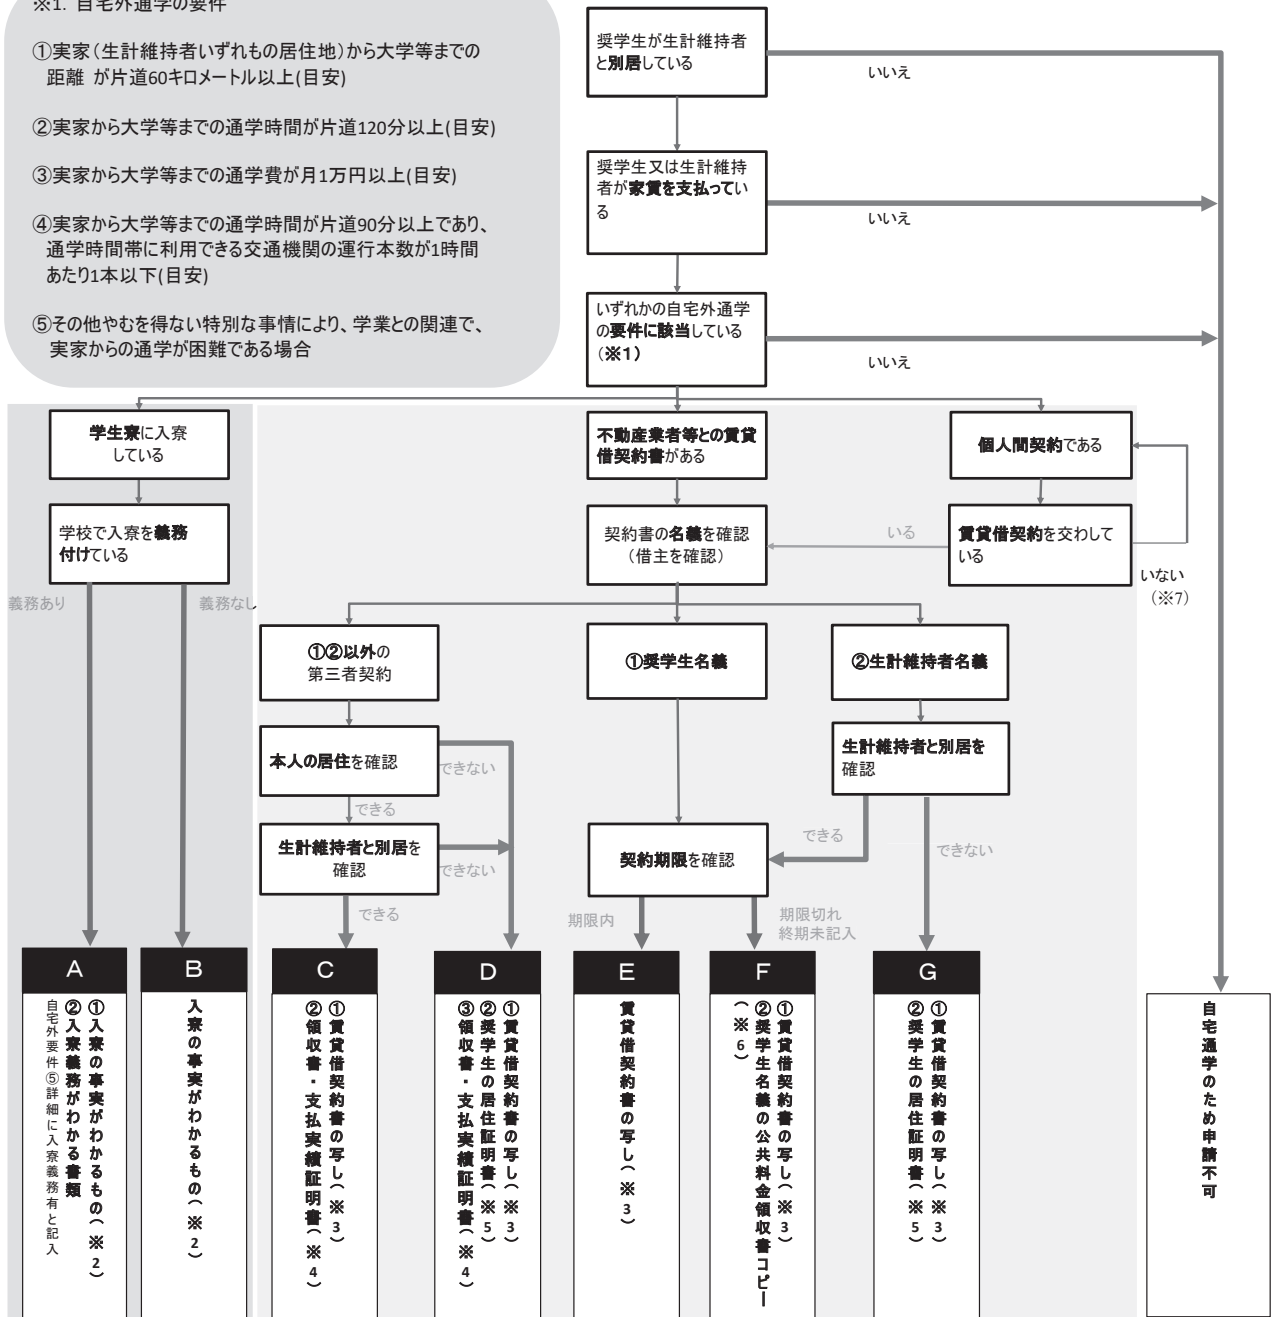 ※1. 自宅外通学の要件
①実家（生計維持者いずれもの居住地）から大学等までの
距離 が片道60キロメートル以上(目安)
②実家から大学等までの通学時間が片道120分以上(目安)
③実家から大学等までの通学費が月1万円以上(目安)
④実家から大学等までの通学時間が片道90分以上であり、
通学時間帯に利用できる交通機関の運行本数が1時間
あたり1本以下(目安)
⑤その他やむを得ない特別な事情により、学業との関連で、
実家からの通学が困難である場合
奨学生が生計維持者
と別居している
いいえ
奨学生又は生計維持
者が家賃を支払ってい
る
いいえ
いずれかの自宅外通学
の要件に該当している
（※1）
いいえ
学生寮に入寮
している
不動産業者等との賃貸
借契約書がある
個人間契約である
学校で入寮を義務
付けている
契約書の名義を確認
（借主を確認）
いる
賃貸借契約を交わして
いる
いない
（※7）
義務あり
義務なし
①②以外の
第三者契約
①奨学生名義
②生計維持者名義
本人の居住を確認
できない
できる
生計維持者と別居を
確認
生計維持者と別居を
確認
できない
できる
契約期限を確認
できる
できない
期限内
期限切れ
終期未記入
A
①入寮の事実がわかるもの（※2）
②入寮義務がわかる書類
自宅外要件⑤詳細に入寮義務有と記入
B
入寮の事実がわかるもの（※2）
C
①賃貸借契約書の写し（※3）
②領収書・支払実績証明書（※4）
D
①賃貸借契約書の写し（※3）
②奨学生の居住証明書（※5）
③領収書・支払実績証明書（※4）
E
賃貸借契約書の写し（※3）
F
①賃貸借契約書の写し（※3）
②奨学生名義の公共料金領収書コピー
（※6）
G
①賃貸借契約書の写し（※3）
②奨学生の居住証明書（※5）
自宅通学のため申請不可